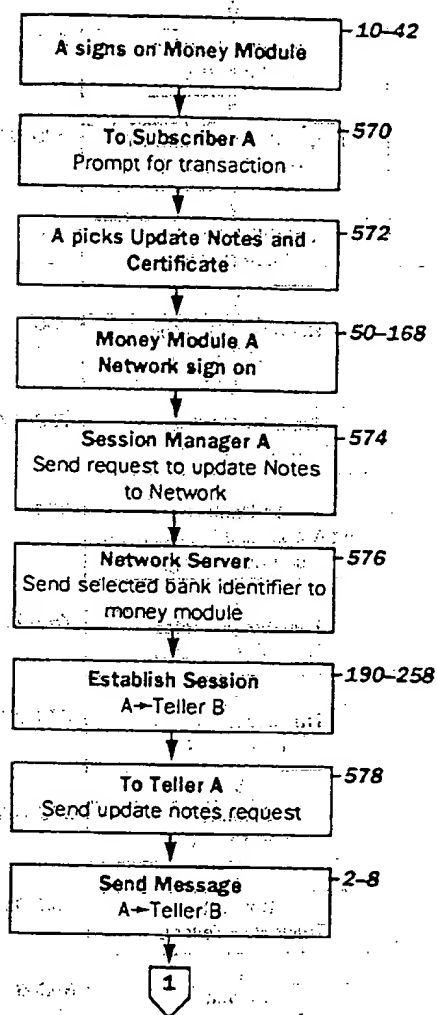 A signs on Money Module
10–42
To Subscriber A
Prompt for transaction
570
A picks Update Notes and
Certificate
572
Money Module A
Network sign on
50–168
Session Manager A
Send request to update Notes
to Network
574
Network Server
Send selected bank identifier to
money module
576
Establish Session
A→Teller B
190–258
To Teller A
Send update notes request
578
Send Message
A→Teller B
2–8
1